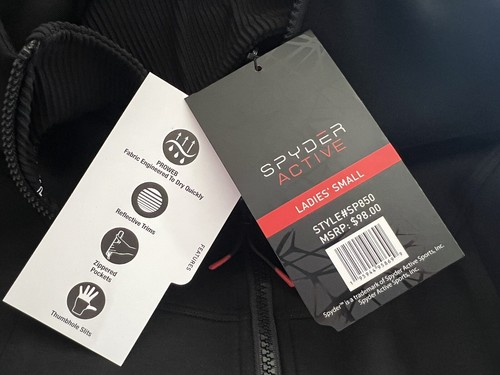 PROWEB
Fabric Engineered To Dry Quickly
Reflective Trims
Zippered
Pockets
Thumbhole Slits
FEATURES
SPYDER
ACTIVE
LADIES' SMALL
STYLE#SP850
MSRP: $98.00
Spyder™ is a trademark of Spyder Active Sports, Inc.
Spyder Active Sports, Inc.